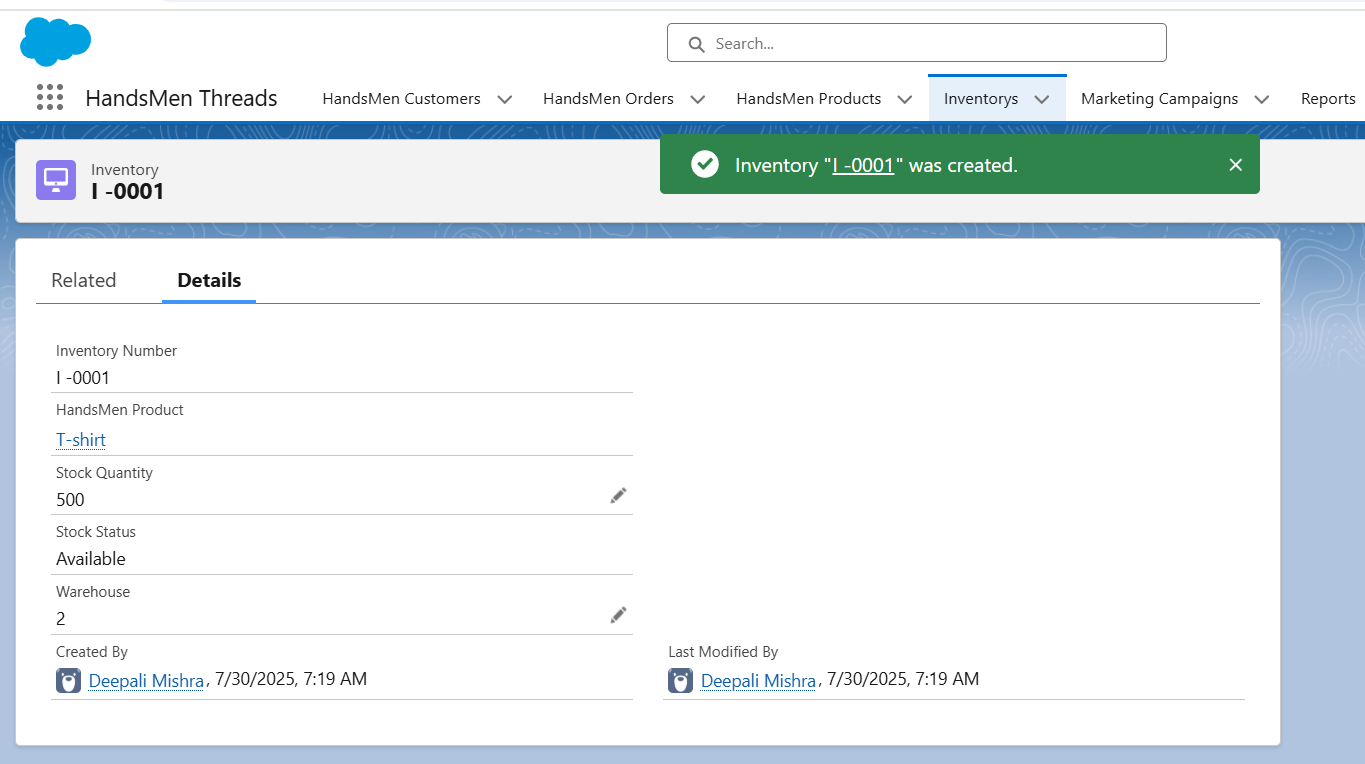 Search...
HandsMen Threads HandsMen Customers HandsMen Orders HandsMen Products Inventorys Marketing Campaigns Reports
Inventory
I -0001
Inventory "I -0001" was created.
Related Details
Inventory Number
I -0001
HandsMen Product
T-shirt
Stock Quantity
500
Stock Status
Available
Warehouse
2
Created By
Deepali Mishra, 7/30/2025, 7:19 AM
Last Modified By
Deepali Mishra, 7/30/2025, 7:19 AM